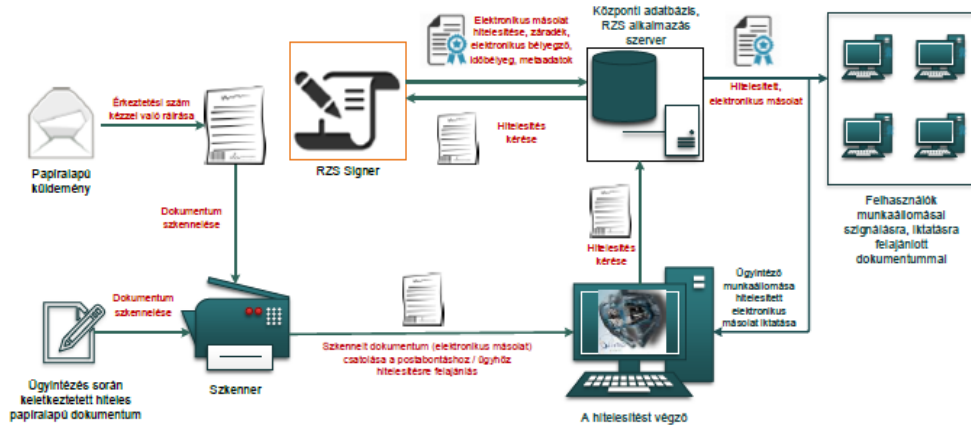 Elektronikus másolat
hitelesítése, záradék,
elektronikus bélyegző,
időbélyeg, metaadatok
Központi adatbázis,
RZS alkalmazás
szerver
Hitelesített,
elektronikus másolat
Érkeztetési szám
kézzel való ráírása
Hitelesítés
kérése
Papíralapú
küldemény
RZS Signer
Felhasználók
munkaállomásai
szignálásra, iktatásra
felajánlott
dokumentummal
Dokumentum
szkennelése
Hitelesítés
kérése
Ügyintéző
munkaállomása
hitelesített
elektronikus
másolat iktatása
Dokumentum
szkennelése
Szkennelt dokumentum (elektronikus másolat)
csatolása a postabontáshoz / ügyhöz
hitelesítésre felajánlás
Szkenner
Ügyintézés során
keletkeztetett hiteles
papíralapú dokumentum
A hitelesítést végző